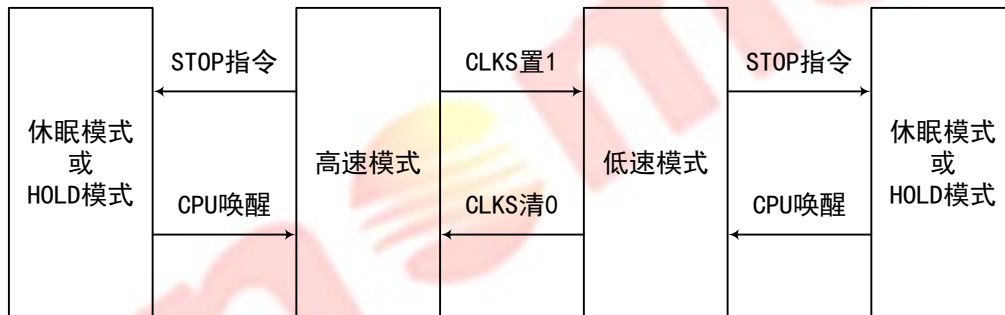 STOP指令
CLKS置1
STOP指令
休眠模式
或
HOLD模式
高速模式
低速模式
休眠模式
或
HOLD模式
CPU唤醒
CLKS清0
CPU唤醒